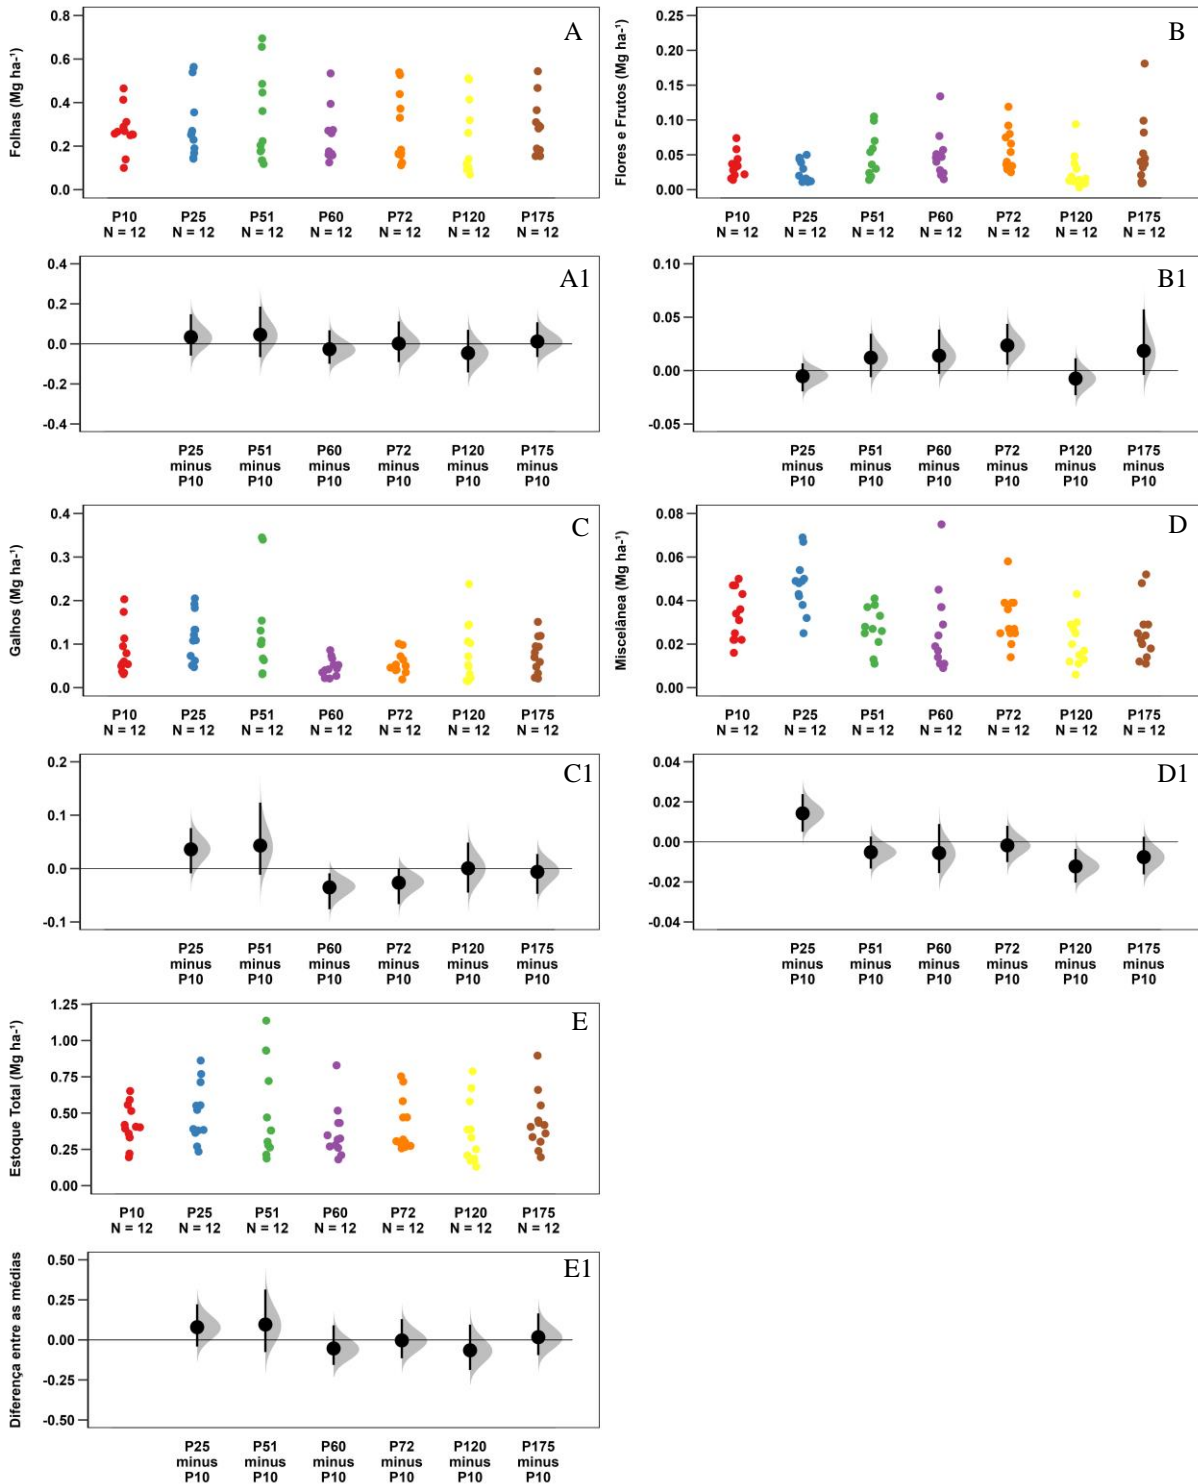 Folhas (Mg ha-¹)
0.8
0.6
0.4
0.2
0.0
A
P10 P25 P51 P60 P72 P120 P175
N = 12 N = 12 N = 12 N = 12 N = 12 N = 12 N = 12
Flores e Frutos (Mg ha-¹)
0.25
0.20
0.15
0.10
0.05
0.00
B
P10 P25 P51 P60 P72 P120 P175
N = 12 N = 12 N = 12 N = 12 N = 12 N = 12 N = 12
0.4
0.2
0.0
-0.2
-0.4
A1
P25 P51 P60 P72 P120 P175
minus minus minus minus minus minus
P10 P10 P10 P10 P10 P10
0.10
0.05
0.00
-0.05
B1
P25 P51 P60 P72 P120 P175
minus minus minus minus minus minus
P10 P10 P10 P10 P10 P10
Galhos (Mg ha-¹)
0.4
0.3
0.2
0.1
0.0
C
P10 P25 P51 P60 P72 P120 P175
N = 12 N = 12 N = 12 N = 12 N = 12 N = 12 N = 12
Miscelânea (Mg ha-¹)
0.08
0.06
0.04
0.02
0.00
D
P10 P25 P51 P60 P72 P120 P175
N = 12 N = 12 N = 12 N = 12 N = 12 N = 12 N = 12
0.2
0.1
0.0
-0.1
C1
P25 P51 P60 P72 P120 P175
minus minus minus minus minus minus
P10 P10 P10 P10 P10 P10
0.04
0.02
0.00
-0.02
-0.04
D1
P25 P51 P60 P72 P120 P175
minus minus minus minus minus minus
P10 P10 P10 P10 P10 P10
Estoque Total (Mg ha-¹)
1.25
1.00
0.75
0.50
0.25
0.00
E
P10 P25 P51 P60 P72 P120 P175
N = 12 N = 12 N = 12 N = 12 N = 12 N = 12 N = 12
Diferença entre as médias
0.50
0.25
0.00
-0.25
-0.50
E1
P25 P51 P60 P72 P120 P175
minus minus minus minus minus minus
P10 P10 P10 P10 P10 P10